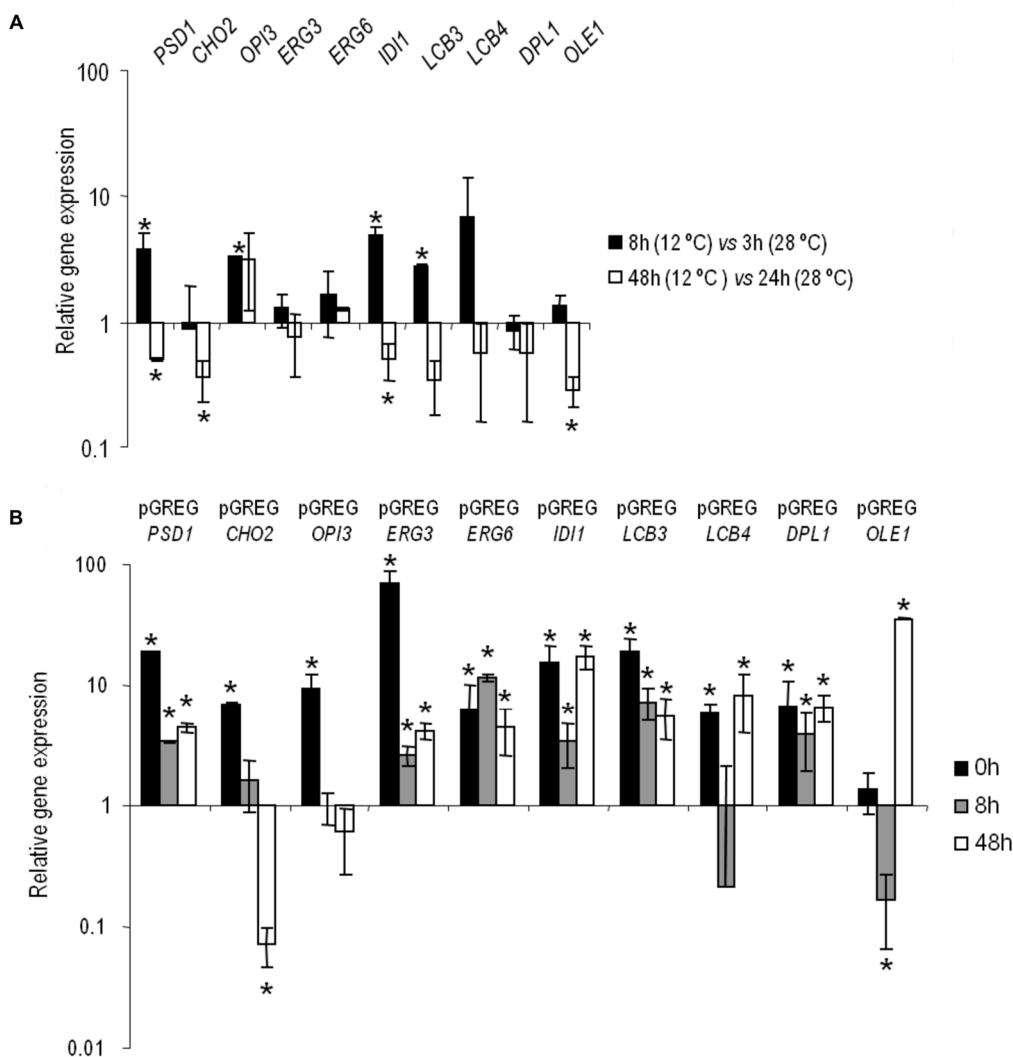 A
PSD1 CHO2 OPI3 ERG3 ERG6 IDI1 LCB3 LCB4 DPL1 OLE1
100
10
1
0.1
Relative gene expression
* * * * * * * *
8h (12 ºC) vs 3h (28 ºC)
48h (12 ºC ) vs 24h (28 ºC)
B
pGREG pGREG pGREG pGREG pGREG pGREG pGREG pGREG pGREG pGREG
PSD1 CHO2 OPI3 ERG3 ERG6 IDI1 LCB3 LCB4 DPL1 OLE1
100
10
1
0.1
0.01
Relative gene expression
* * * * * * * * * * * * * * * * * * * * * * * * *
0h
8h
48h